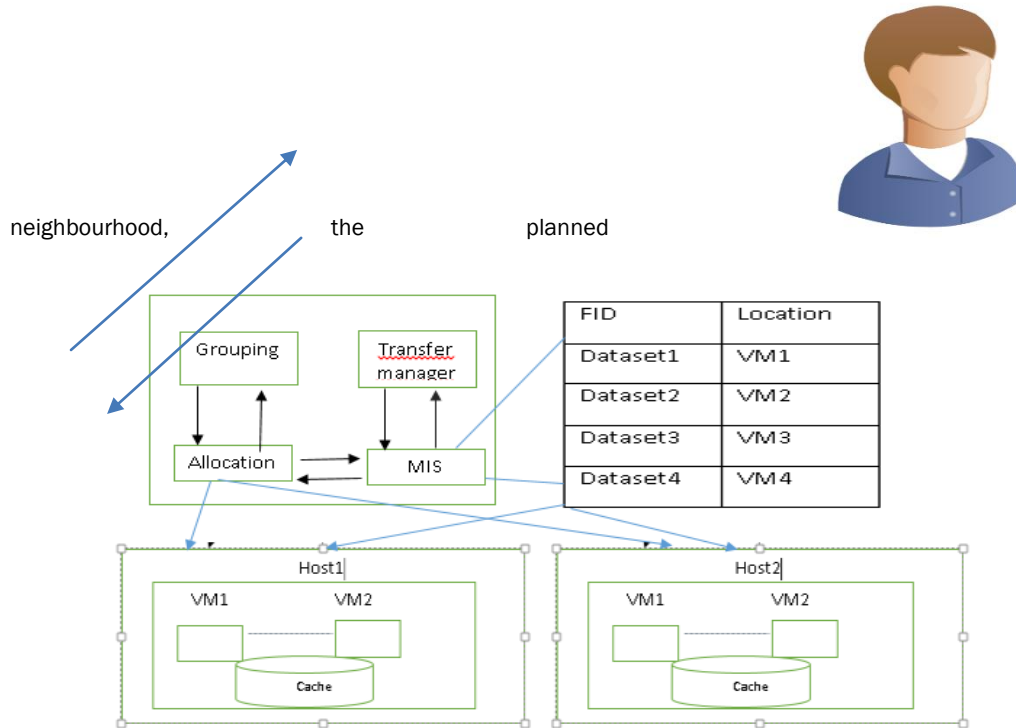 neighbourhood, the planned
Grouping
Transfer
manager
Allocation
MIS
FID Location
Dataset1 VM1
Dataset2 VM2
Dataset3 VM3
Dataset4 VM4
Host1
VM1 VM2
Cache
Host2
VM1 VM2
Cache